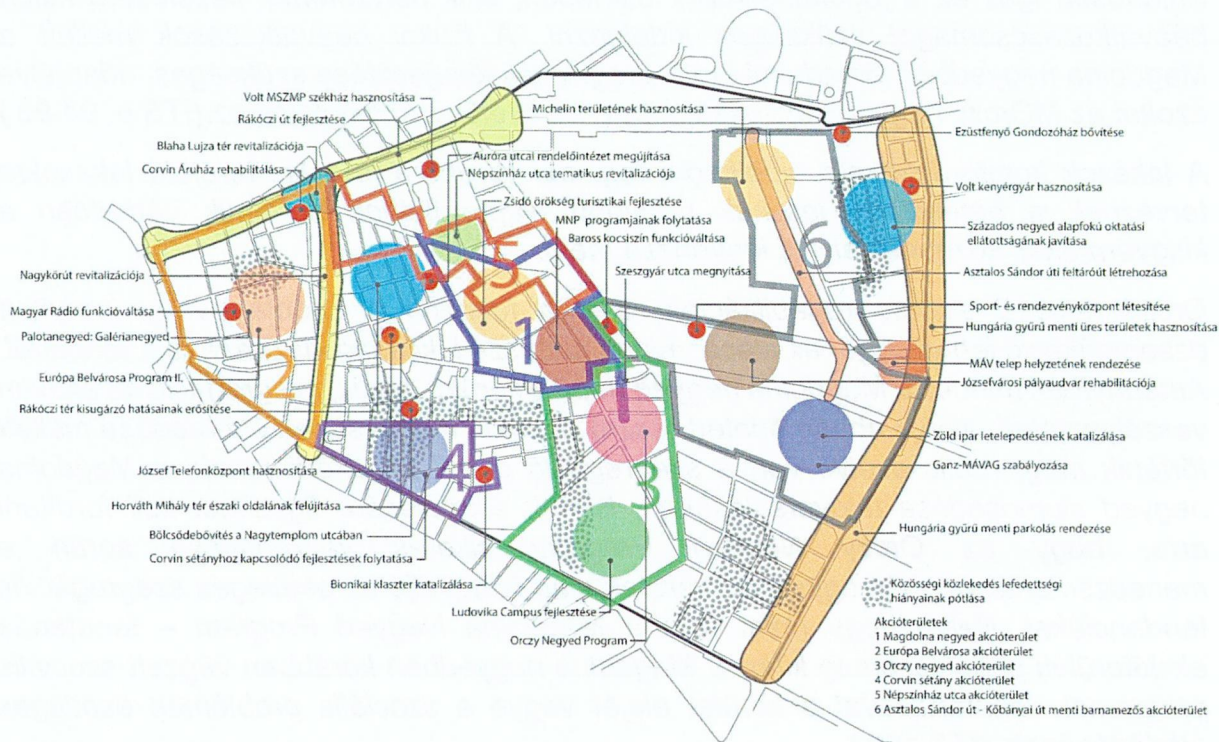 Volt MSZMP székház hasznosítása
Rákóczi út fejlesztése
Blaha Lujza tér revitalizációja
Corvin Áruház rehabilitálása
Auróra utcai rendelőintézet megújítása
Népszínház utca tematikus revitalizációja
Zsidó örökség turisztikai fejlesztése
MNP programjainak folytatása
Baross kocsiszín funkcióváltása
Szeszgyár utca megnyitása
Michelin területének hasznosítása
Ezüstfenyő Gondozóház bővítése
Volt kenyérgyár hasznosítása
Százados negyed alapfokú oktatási
ellátottságának javítása
Asztalos Sándor úti feltáróút létrehozása
Sport- és rendezvényközpont létesítése
Hungária gyűrű menti üres területek hasznosítása
MÁV telep helyzetének rendezése
Józsefvárosi pályaudvar rehabilitációja
Zöld ipar letelepedésének katalizálása
Ganz-MÁVAG szabályozása
Hungária gyűrű menti parkolás rendezése
Nagykörút revitalizációja
Magyar Rádió funkcióváltása
Palotanegyed: Galérianegyed
Európa Belvárosa Program II.
Rákóczi tér kisugárzó hatásainak erősítése
József Telefonközpont hasznosítása
Horváth Mihály tér északi oldalának felújítása
Bölcsődebővítés a Nagytemplom utcában
Corvin sétányhoz kapcsolódó fejlesztések folytatása
Bionikai klaszter katalizálása
Ludovika Campus fejlesztése
Orczy Negyed Program
5
1
2
4
3
6
Közösségi közlekedés lefedettségi
hiányainak pótlása
Akcióterületek
1 Magdolna negyed akcióterület
2 Európa Belvárosa akcióterület
3 Orczy negyed akcióterület
4 Corvin sétány akcióterület
5 Népszínház utca akcióterület
6 Asztalos Sándor út - Kőbányai út menti barnamezős akcióterület